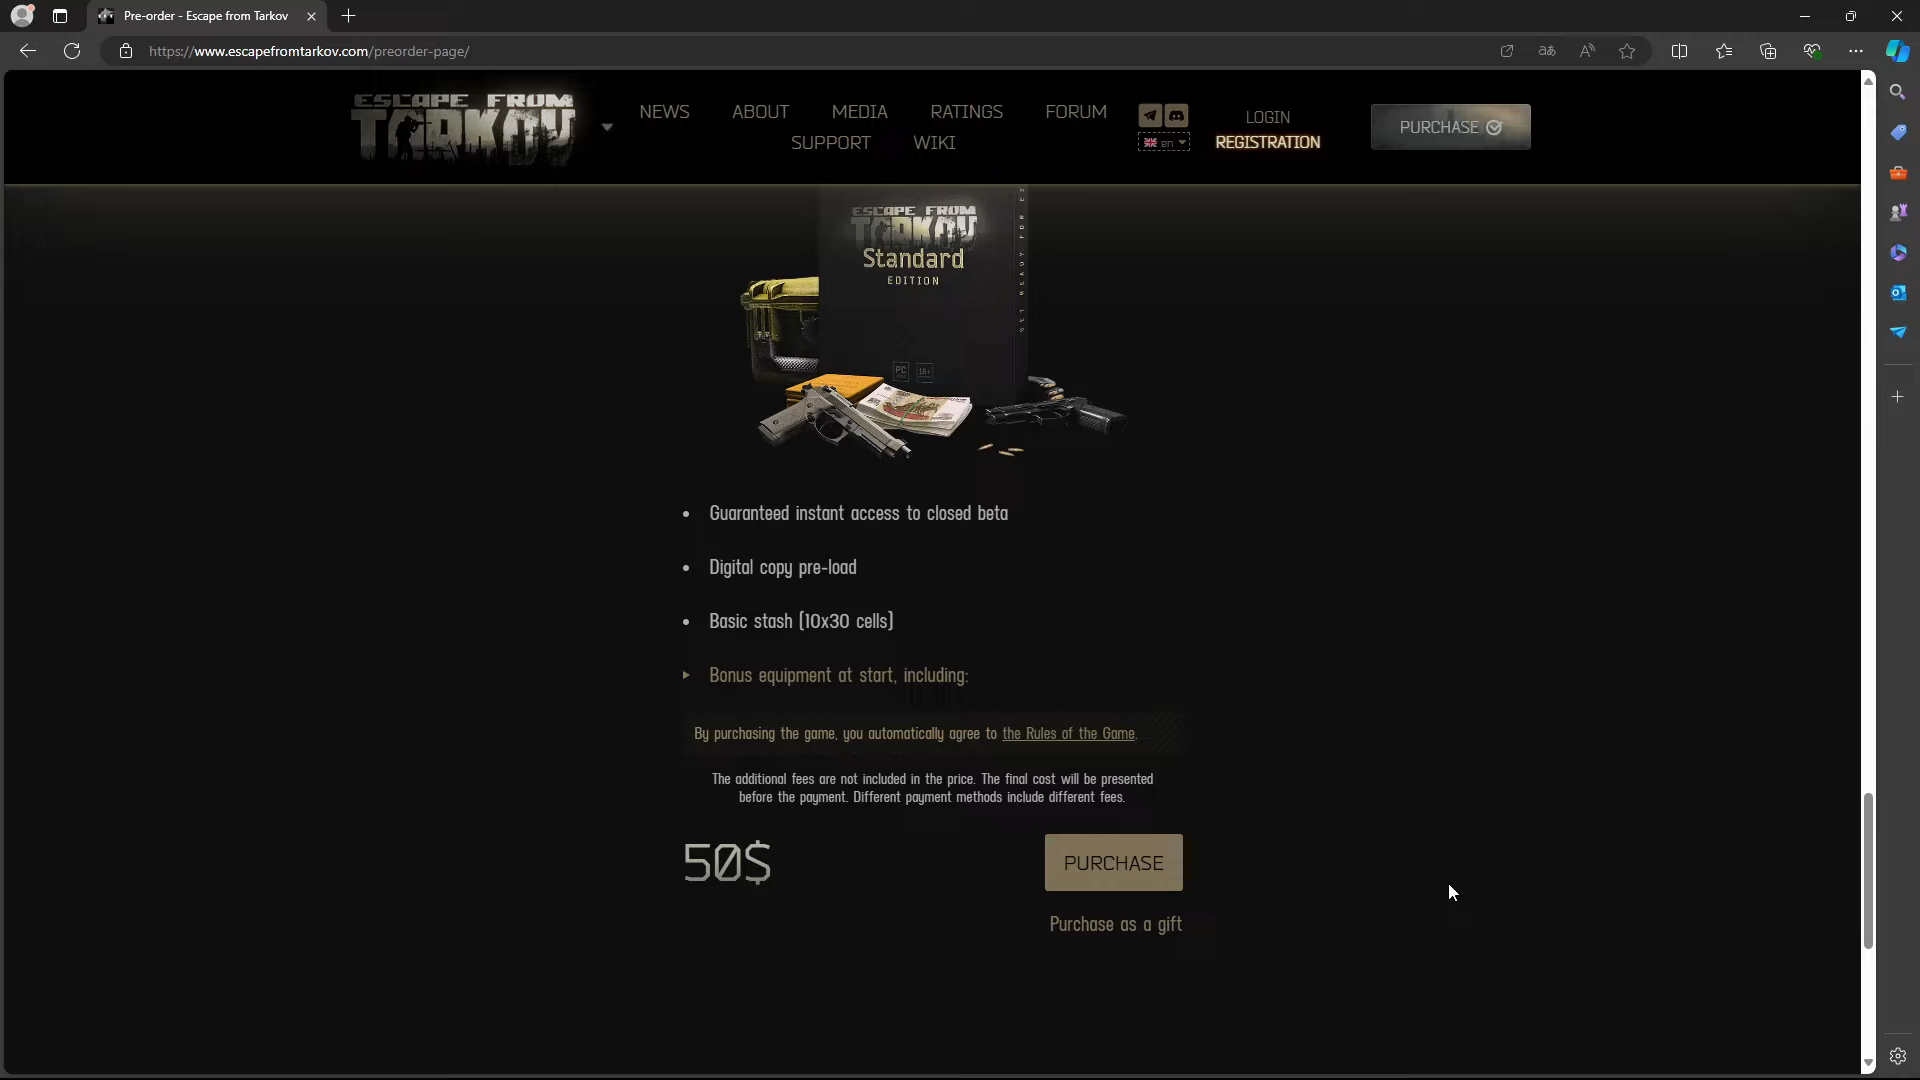 Pre-order - Escape from Tarkov
https://www.escapefromtarkov.com/preorder-page/
ESCAPE FROM
TARKOV
NEWS
ABOUT
MEDIA
RATINGS
FORUM
SUPPORT
WIKI
en
LOGIN
REGISTRATION
PURCHASE
ESCAPE FROM
TARKOV
Standard
EDITION
PC
18+
• Guaranteed instant access to closed beta
• Digital copy pre-load
• Basic stash (10x30 cells)
Bonus equipment at start, including:
By purchasing the game, you automatically agree to the Rules of the Game.
The additional fees are not included in the price. The final cost will be presented
before the payment. Different payment methods include different fees.
50$
PURCHASE
Purchase as a gift